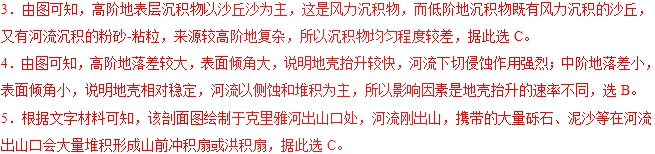 3．由图可知，高阶地表层沉积物以沙丘沙为主，这是风力沉积物，而低阶地沉积物既有风力沉积的沙丘，
又有河流沉积的粉砂-粘粒，来源较高阶地复杂，所以沉积物均匀程度较差，据此选 C。
4．由图可知，高阶地落差较大，表面倾角大，说明地壳抬升较快，河流下切侵蚀作用强烈；中阶地落差小，
表面倾角小，说明地壳相对稳定，河流以侧蚀和堆积为主，所以影响因素是地壳抬升的速率不同，选 B。
5．根据文字材料可知，该剖面图绘制于克里雅河出山口处，河流刚出山，携带的大量砾石、泥沙等在河流
出山口会大量堆积形成山前冲积扇或洪积扇，据此选 C。